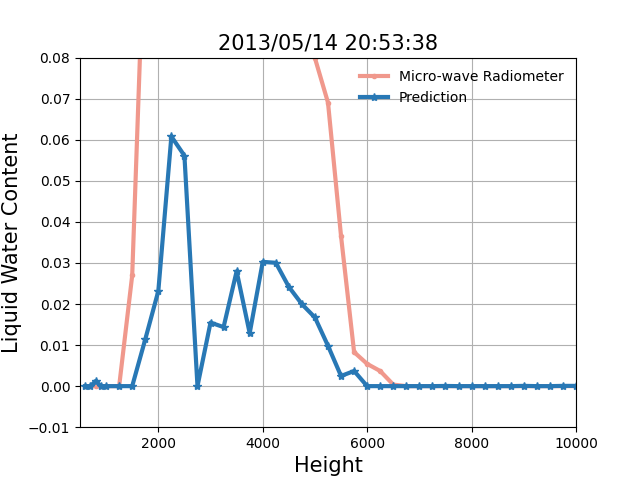 2013/05/14 20:53:38
Micro-wave Radiometer
Prediction
Liquid Water Content
0.08
0.07
0.06
0.05
0.04
0.03
0.02
0.01
0.00
−0.01
2000 4000 6000 8000 10000
Height